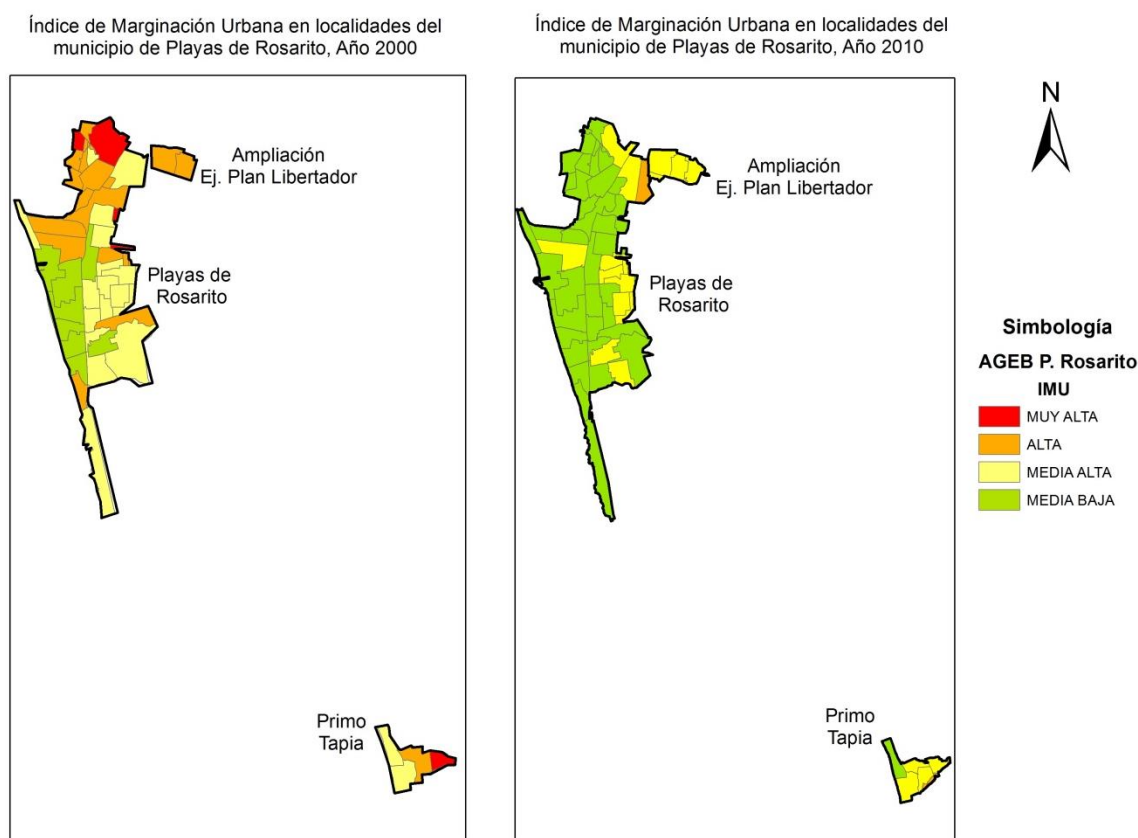 Índice de Marginación Urbana en localidades del
municipio de Playas de Rosarito, Año 2000
Ampliación
Ej. Plan Libertador
Playas de
Rosarito
Primo
Tapia
Índice de Marginación Urbana en localidades del
municipio de Playas de Rosarito, Año 2010
Ampliación
Ej. Plan Libertador
Playas de
Rosarito
Primo
Tapia
N
Simbología
AGEB P. Rosarito
IMU
MUY ALTA
ALTA
MEDIA ALTA
MEDIA BAJA